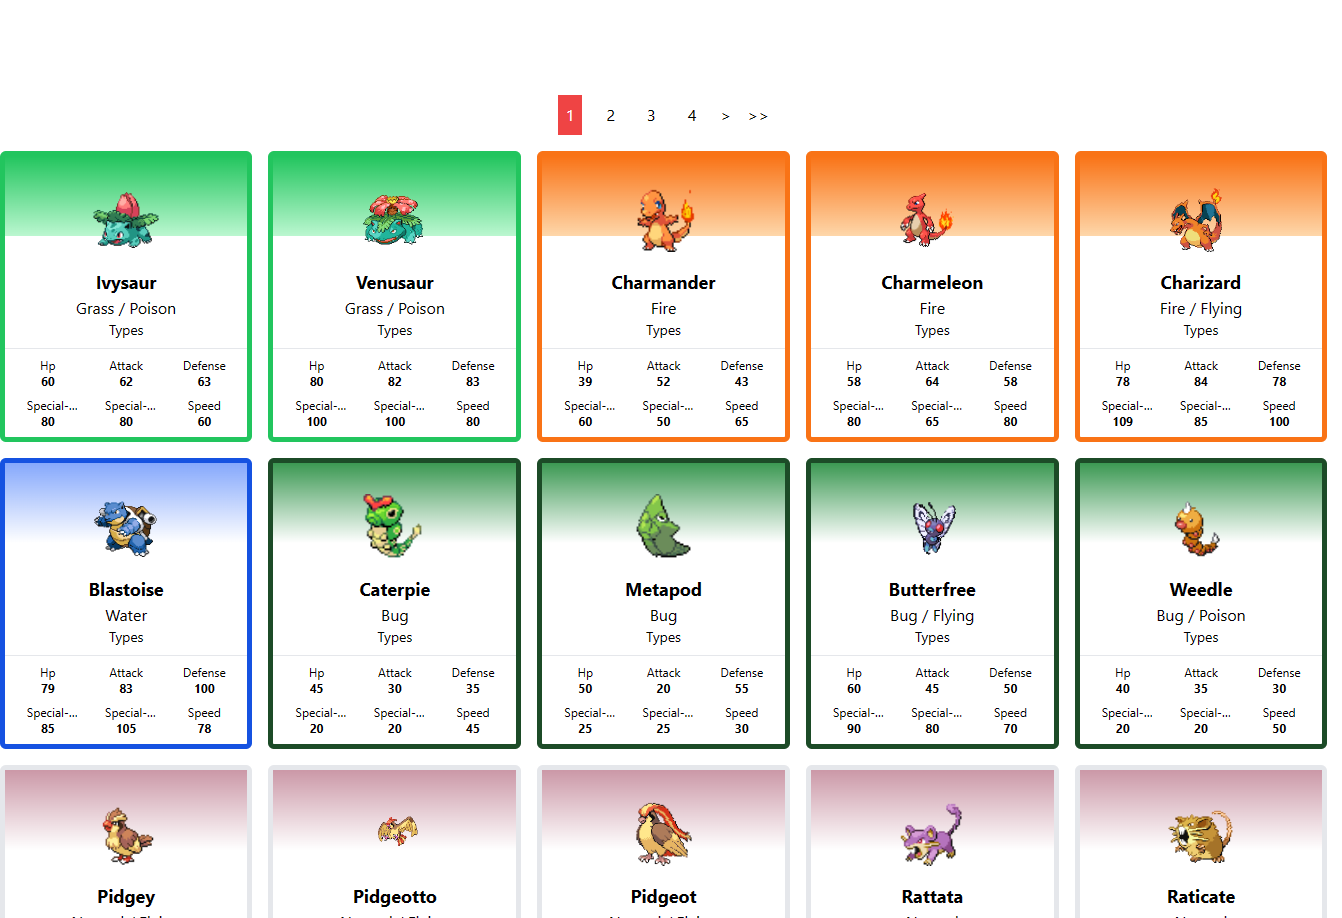 1 2 3 4 > >>
Ivysaur Venusaur Charmander Charmeleon Charizard
Grass / Poison Grass / Poison Fire Fire Fire / Flying
Types Types Types Types Types
Hp Attack Defense Hp Attack Defense Hp Attack Defense Hp Attack Defense Hp Attack Defense
60 62 63 80 82 83 39 52 43 58 64 58 78 84 78
Special-... Special-... Speed Special-... Special-... Speed Special-... Special-... Speed Special-... Special-... Speed Special-... Special-... Speed
80 80 60 100 100 80 60 50 65 80 65 80 109 85 100
Blastoise Caterpie Metapod Butterfree Weedle
Water Bug Bug Bug / Flying Bug / Poison
Types Types Types Types Types
Hp Attack Defense Hp Attack Defense Hp Attack Defense Hp Attack Defense Hp Attack Defense
79 83 100 45 30 35 50 20 55 60 45 50 40 35 30
Special-... Special-... Speed Special-... Special-... Speed Special-... Special-... Speed Special-... Special-... Speed Special-... Special-... Speed
85 105 78 20 20 45 25 25 30 90 80 70 20 20 50
Pidgey Pidgeotto Pidgeot Rattata Raticate